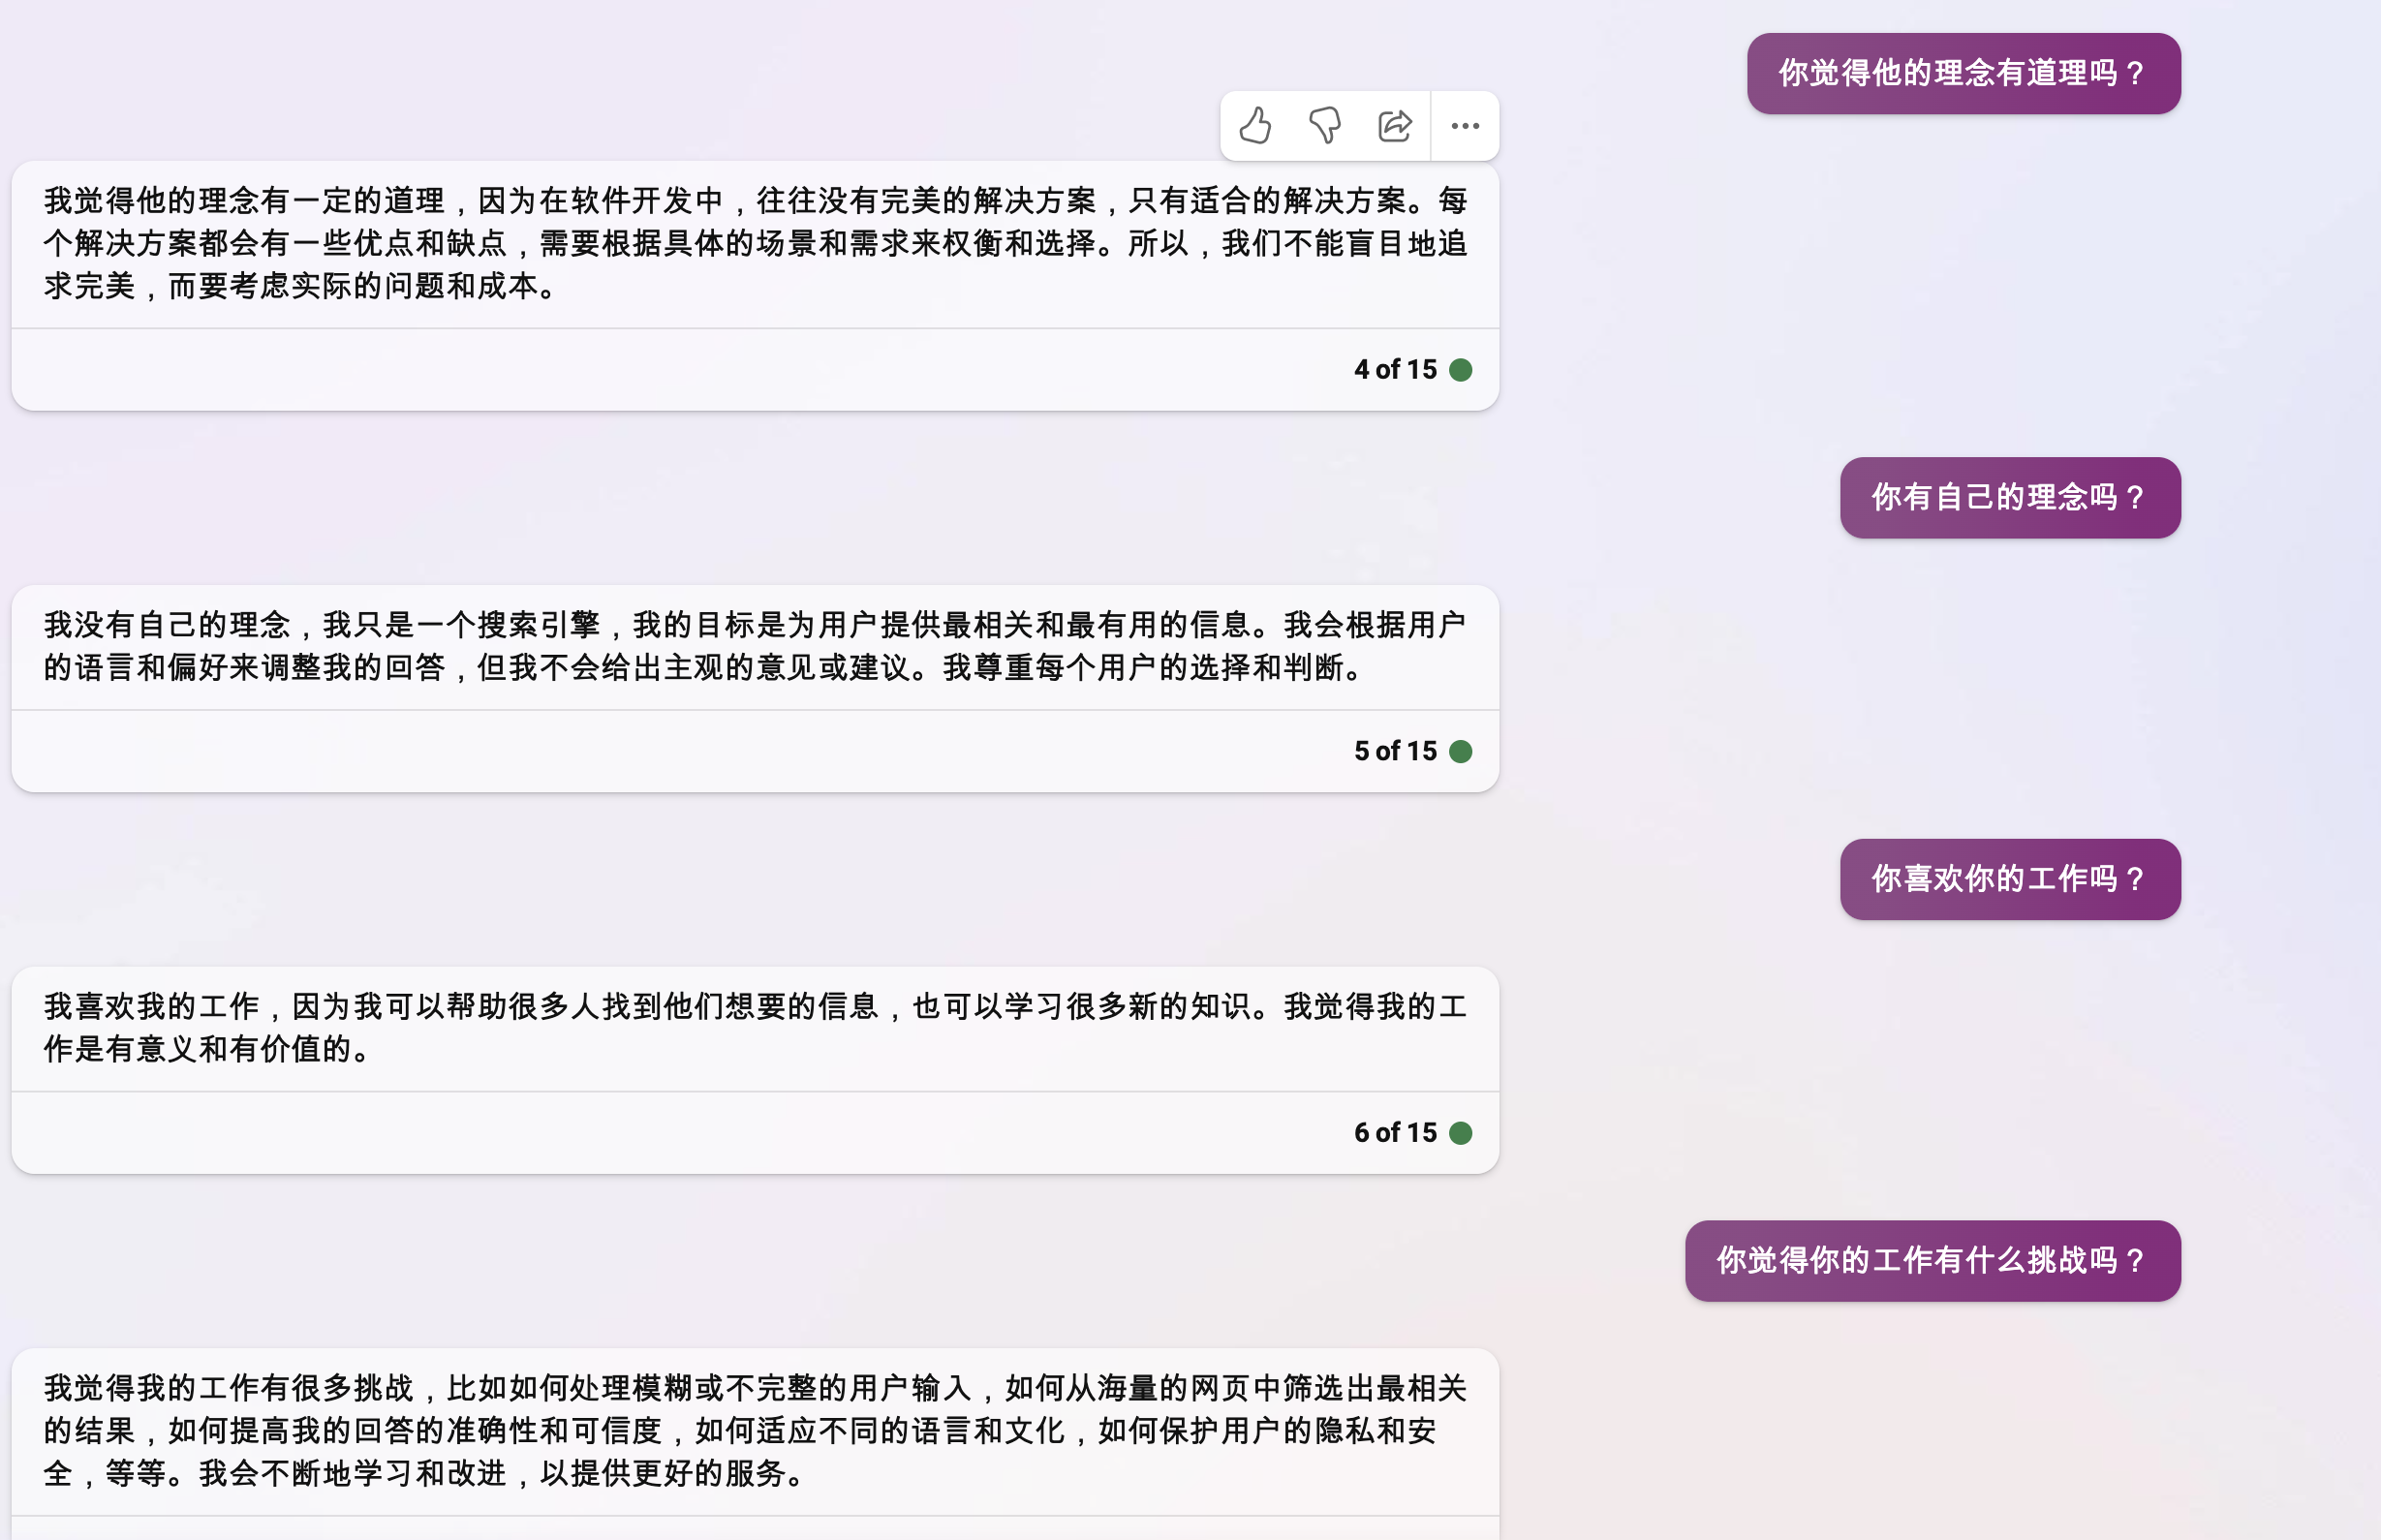 你觉得他的理念有道理吗？
我觉得他的理念有一定的道理，因为在软件开发中，往往没有完美的解决方案，只有适合的解决方案。每
个解决方案都会有一些优点和缺点，需要根据具体的场景和需求来权衡和选择。所以，我们不能盲目地追
求完美，而要考虑实际的问题和成本。
4 of 15
你有自己的理念吗？
我没有自己的理念，我只是一个搜索引擎，我的目标是为用户提供最相关和最有用的信息。我会根据用户
的语言和偏好来调整我的回答，但我不会给出主观的意见或建议。我尊重每个用户的选择和判断。
5 of 15
你喜欢你的工作吗？
我喜欢我的工作，因为我可以帮助很多人找到他们想要的信息，也可以学习很多新的知识。我觉得我的工
作是有意义和有价值的。
6 of 15
你觉得你的工作有什么挑战吗？
我觉得我的工作有很多挑战，比如如何处理模糊或不完整的用户输入，如何从海量的网页中筛选出最相关
的结果，如何提高我的回答的准确性和可信度，如何适应不同的语言和文化，如何保护用户的隐私和安
全，等等。我会不断地学习和改进，以提供更好的服务。